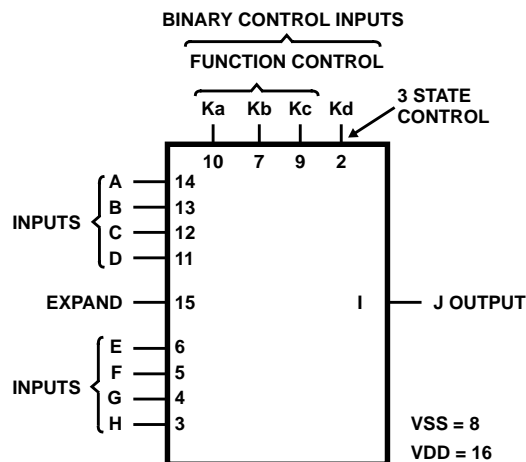 BINARY CONTROL INPUTS
FUNCTION CONTROL
Ka Kb Kc Kd
3 STATE
CONTROL
10 7 9 2
A 14
B 13
INPUTS
C 12
D 11
EXPAND 15 I J OUTPUT
E 6
F 5
INPUTS
G 4
H 3
VSS = 8
VDD = 16